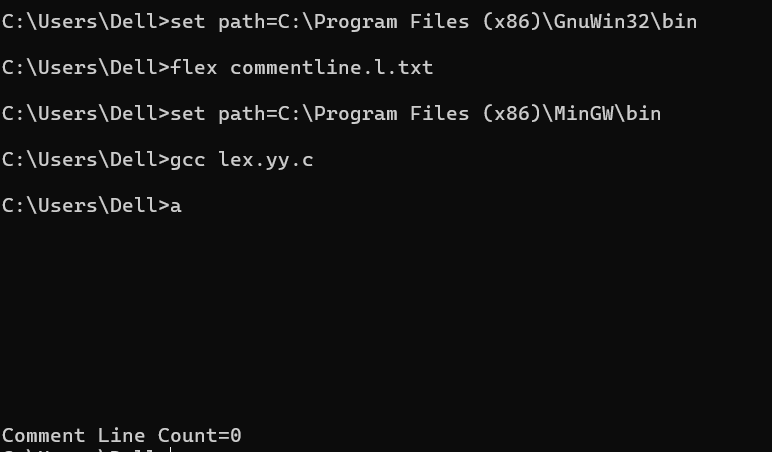 C:\Users\Dell>set path=C:\Program Files (x86)\GnuWin32\bin
C:\Users\Dell>flex commentline.l.txt
C:\Users\Dell>set path=C:\Program Files (x86)\MinGW\bin
C:\Users\Dell>gcc lex.yy.c
C:\Users\Dell>a
Comment Line Count=0